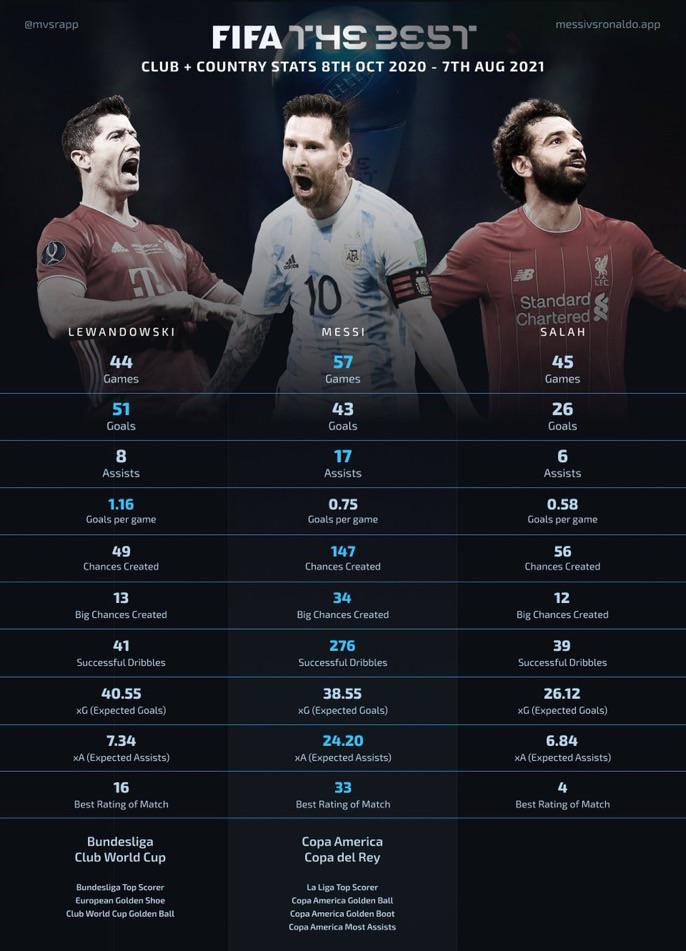 @mvsrapp
messivsronaldo.app
FIFA THE BEST
CLUB + COUNTRY STATS 8TH OCT 2020 - 7TH AUG 2021
10
AFA
LFC
Standard
Chartered
LEWANDOWSKI MESSI SALAH
44 57 45
Games Games Games
51 43 26
Goals Goals Goals
8 17 6
Assists Assists Assists
1.16 0.75 0.58
Goals per game Goals per game Goals per game
49 147 56
Chances Created Chances Created Chances Created
13 34 12
Big Chances Created Big Chances Created Big Chances Created
41 276 39
Successful Dribbles Successful Dribbles Successful Dribbles
40.55 38.55 26.12
xG (Expected Goals) xG (Expected Goals) xG (Expected Goals)
7.34 24.20 6.84
xA (Expected Assists) xA (Expected Assists) xA (Expected Assists)
16 33 4
Best Rating of Match Best Rating of Match Best Rating of Match
Bundesliga Copa America
Club World Cup Copa del Rey
Bundesliga Top Scorer La Liga Top Scorer
European Golden Shoe Copa America Golden Ball
Club World Cup Golden Ball Copa America Golden Boot
Copa America Most Assists